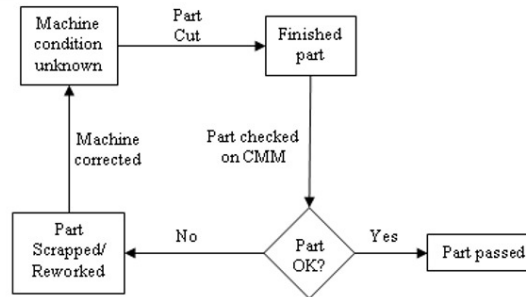 Machine
condition
unknown
Part
Cut
Finished
part
Part checked
on CMM
Machine
corrected
Part
OK?
No
Yes
Part
Scrapped/
Reworked
Part passed